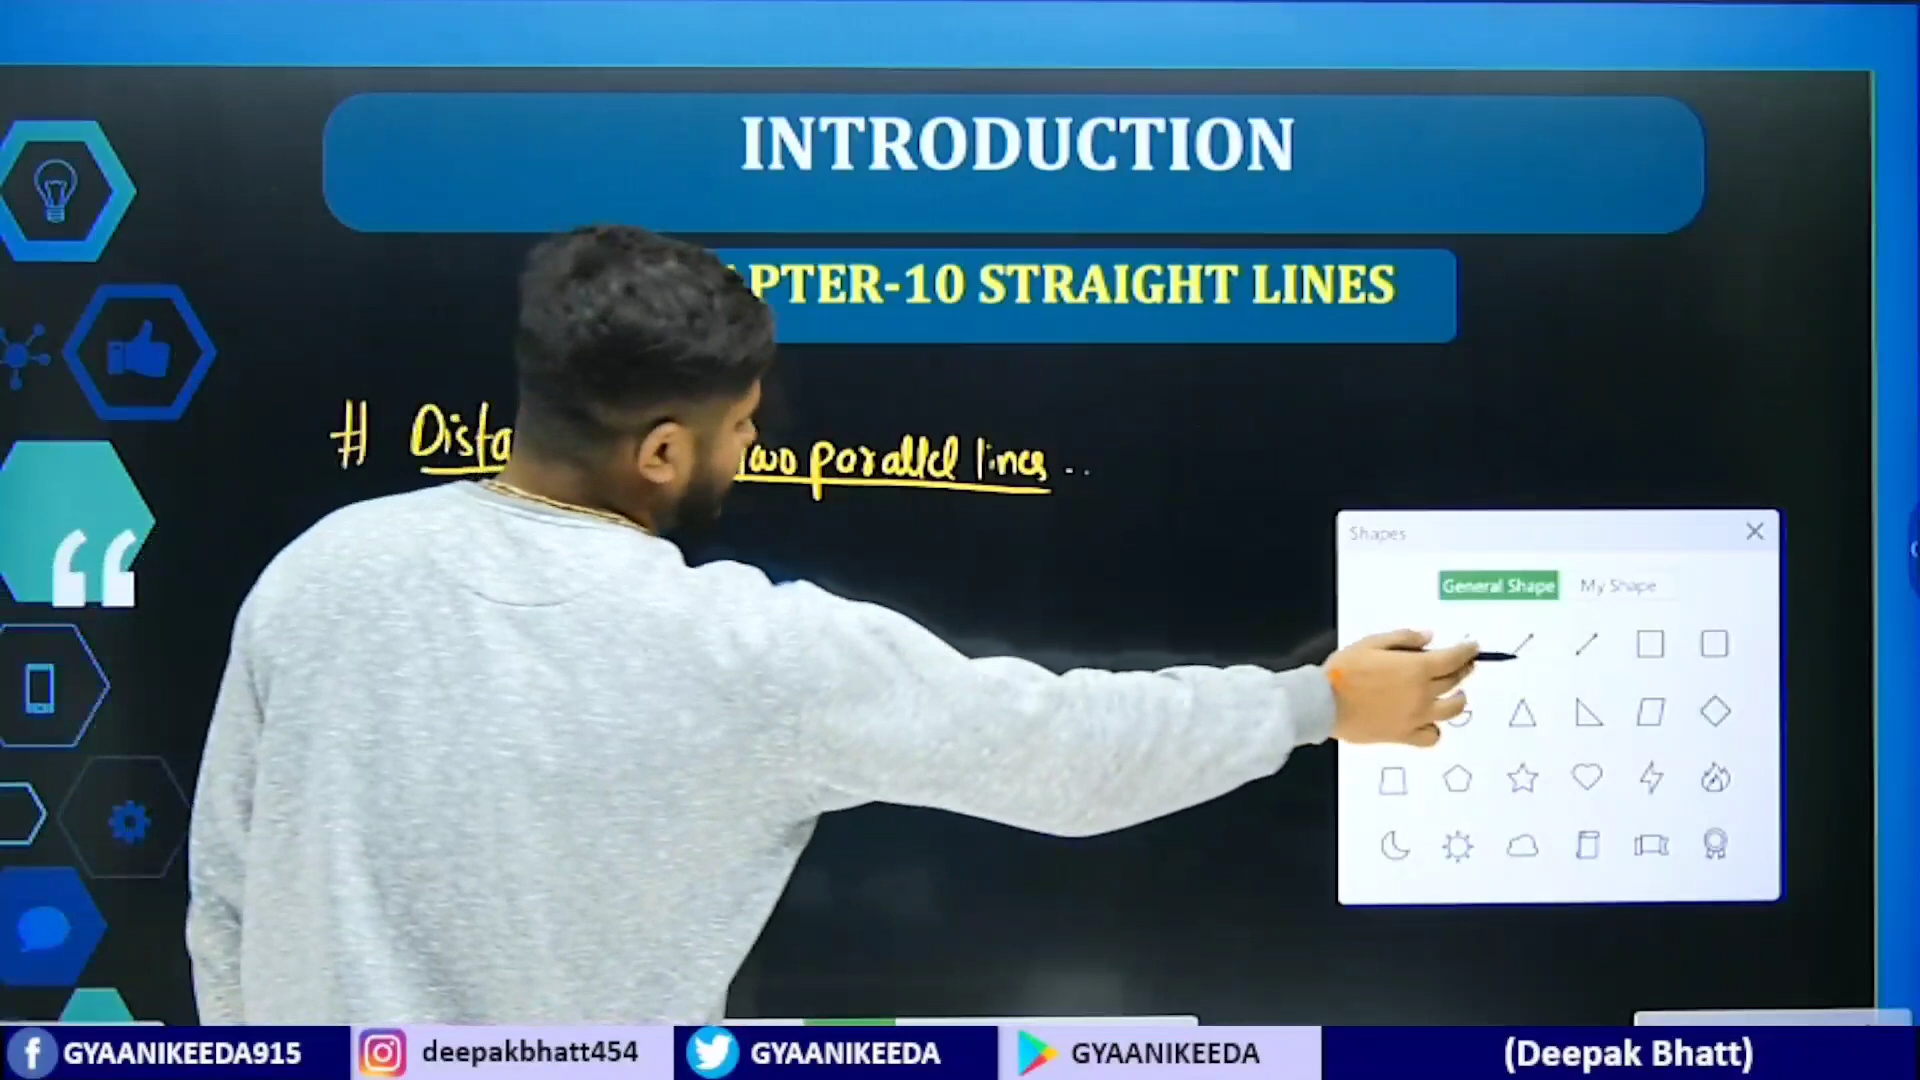 INTRODUCTION
PTER-10 STRAIGHT LINES
# Dista two parallel lines ..
Shapes
General Shape My Shape
GYAANIKEEDA915 deepakbhatt454 GYAANIKEEDA GYAANIKEEDA (Deepak Bhatt)